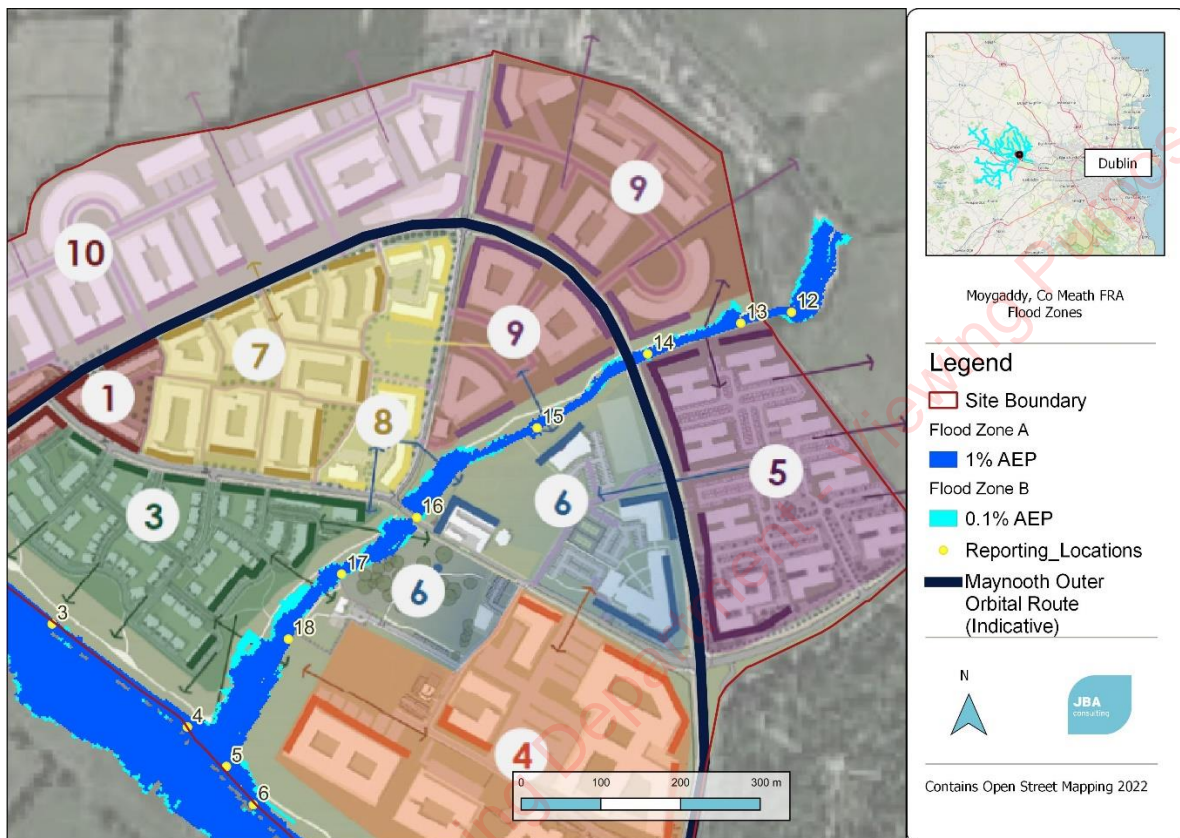 10
9
9
7
8
1
3
6
6
5
4
12
13
14
15
16
17
18
3
4
5
6
0
100
200
300 m
Dublin
Moygaddy, Co Meath FRA
Flood Zones
Legend
Site Boundary
Flood Zone A
1% AEP
Flood Zone B
0.1% AEP
Reporting_Locations
Maynooth Outer
Orbital Route
(Indicative)
N
JBA
consulting
Contains Open Street Mapping 2022